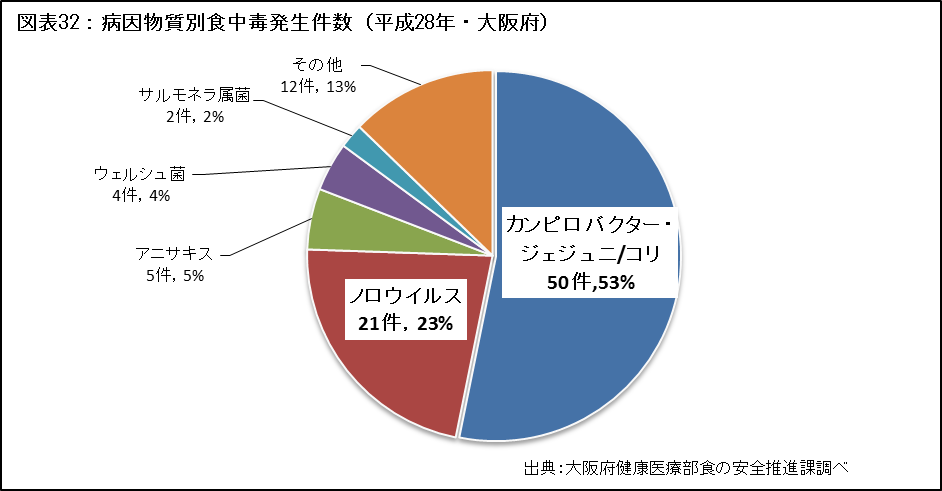 図表32:病因物質別食中毒発生件数(平成28年・大阪府)
その他
12件, 13%
サルモネラ属菌
2件, 2%
ウェルシュ菌
4件, 4%
アニサキス
5件, 5%
ノロウイルス
21件, 23%
カンピロバクター・
ジェジュニ/コリ
50件,53%
出典:大阪府健康医療部食の安全推進課調べ